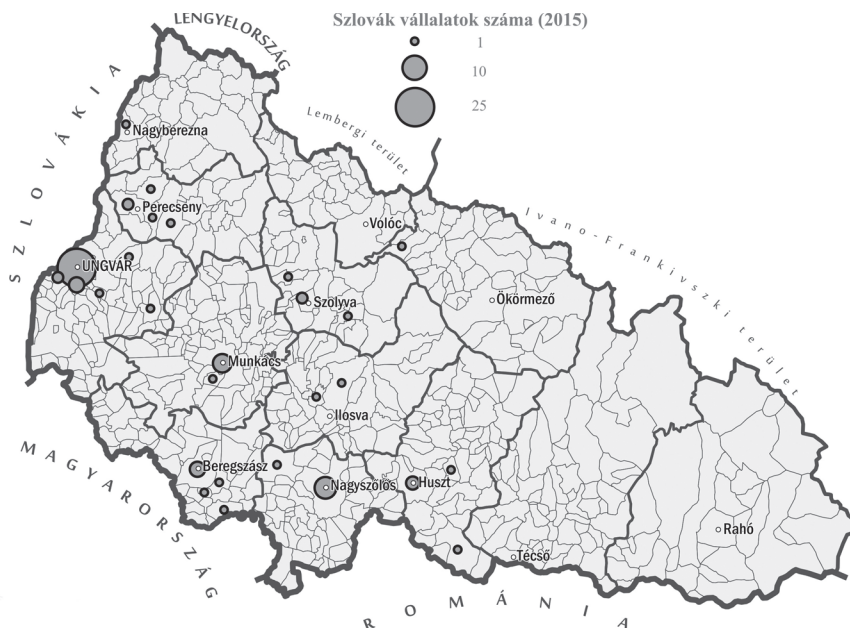 LENGYELORSZÁG
Szlovák vállalatok száma (2015)
1
10
25
SZLOVÁKIA
Lembergi terület
Nagyberezna
Perecseny
Volóc
Ivano-Frankivszki terület
UNGVÁR
Szolyva
Ökörmező
Munkács
Ilosva
MAGYARORSZÁG
Beregszász
Nagyszőlős
Huszt
Rahó
Técső
ROMÁNIA